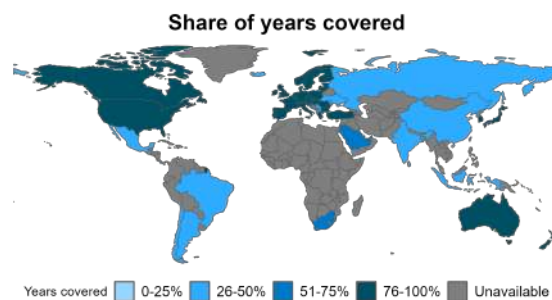 Share of years covered
Years covered 0-25% 26-50% 51-75% 76-100% Unavailable